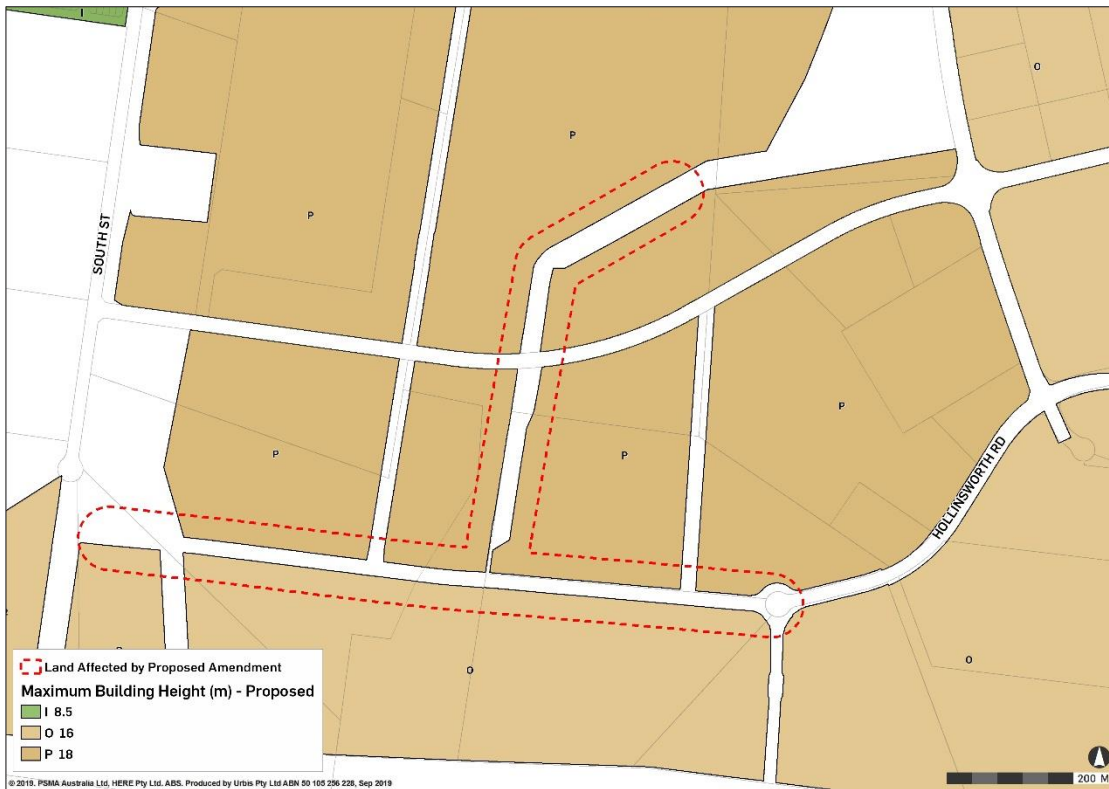 I
O
P
P
SOUTH ST
P
P
P
HOLLINSWORTH RD
O
O
Land Affected by Proposed Amendment
Maximum Building Height (m) - Proposed
I 8.5
O 16
P 18
200 M
© 2019. PSMA Australia Ltd, HERE Pty Ltd. ABS. Produced by Urbis Pty Ltd ABN 50 105 256 228, Sep 2019